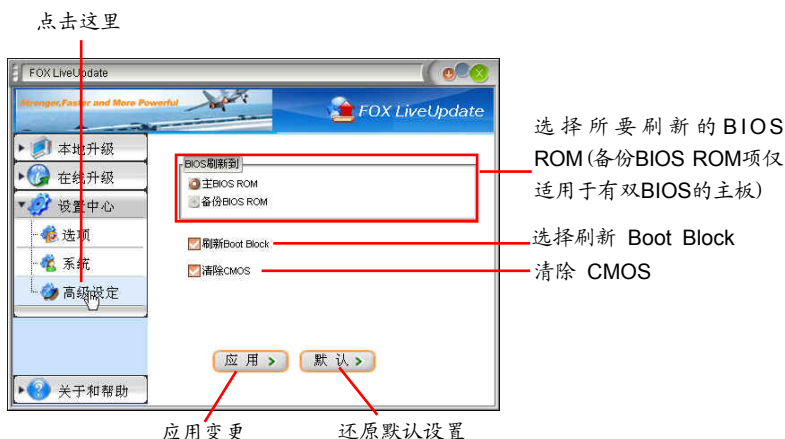 点击这里
FOX LiveUpdate
Stronger,Faster and More Powerful
FOX LiveUpdate
本地升级
在线升级
设置中心
选项
系统
高级设定
关于和帮助
BIOS刷新到
主BIOS ROM
备份BIOS ROM
刷新Boot Block
清除CMOS
应 用
默 认
选择所要刷新的BIOS
ROM(备份BIOS ROM项仅
适用于有双BIOS的主板)
选择刷新 Boot Block
清除 CMOS
应用变更
还原默认设置